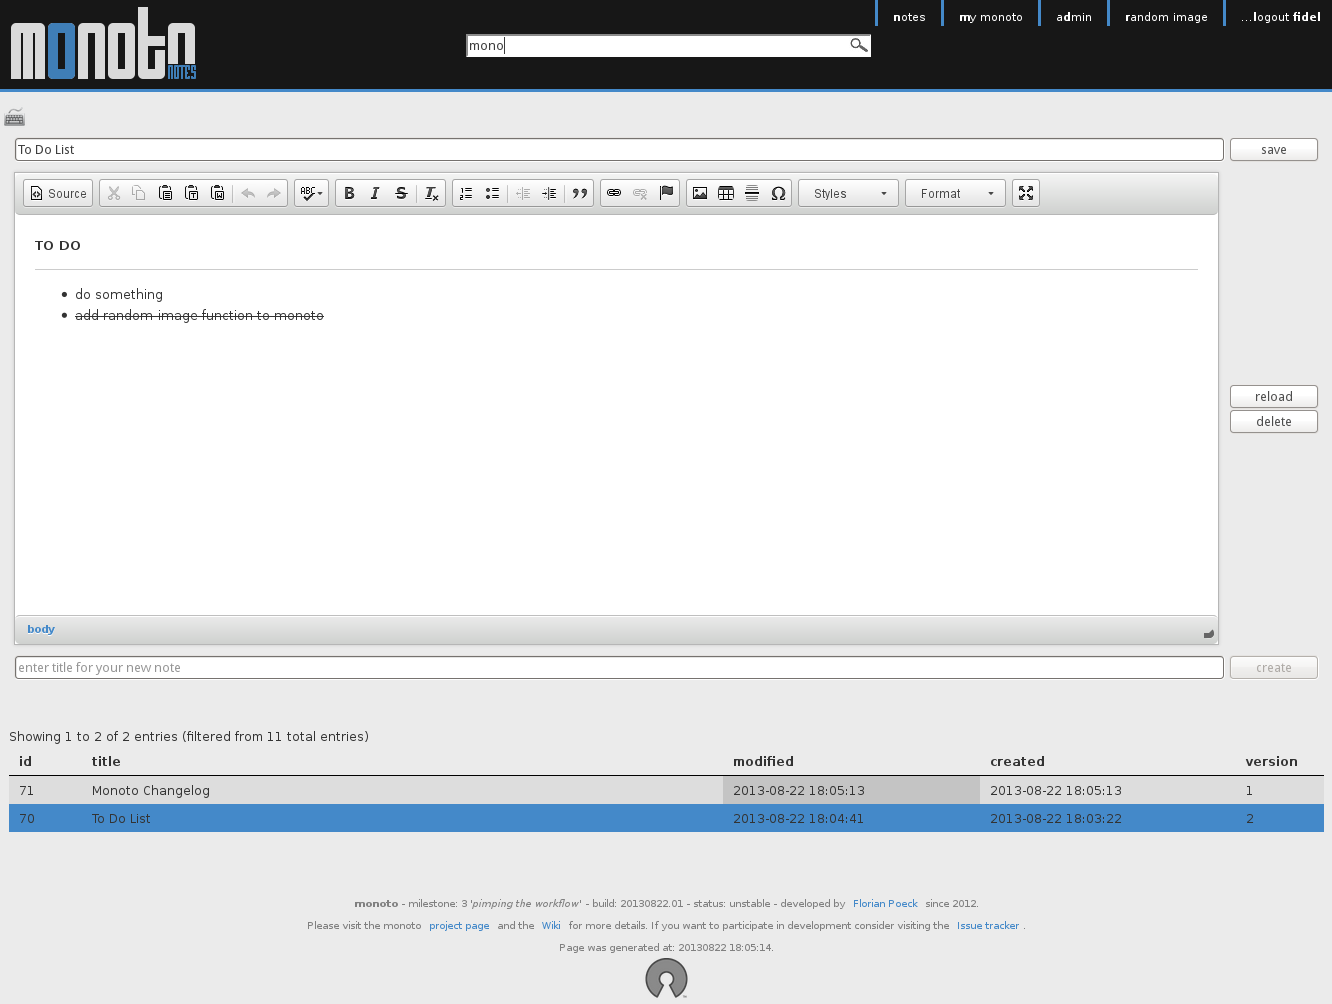 monoto NOTES
notes my monoto admin random image ...logout fidel
mono
To Do List save
Source ABC B I S Tx Styles Format
TO DO
do something
add random image function to monoto
reload
delete
body
enter title for your new note create
Showing 1 to 2 of 2 entries (filtered from 11 total entries)
id title modified created version
71 Monoto Changelog 2013-08-22 18:05:13 2013-08-22 18:05:13 1
70 To Do List 2013-08-22 18:04:41 2013-08-22 18:03:22 2
monoto - milestone: 3 'pimping the workflow' - build: 20130822.01 - status: unstable - developed by Florian Poeck since 2012.
Please visit the monoto project page and the Wiki for more details. If you want to participate in development consider visiting the Issue tracker .
Page was generated at: 20130822 18:05:14.